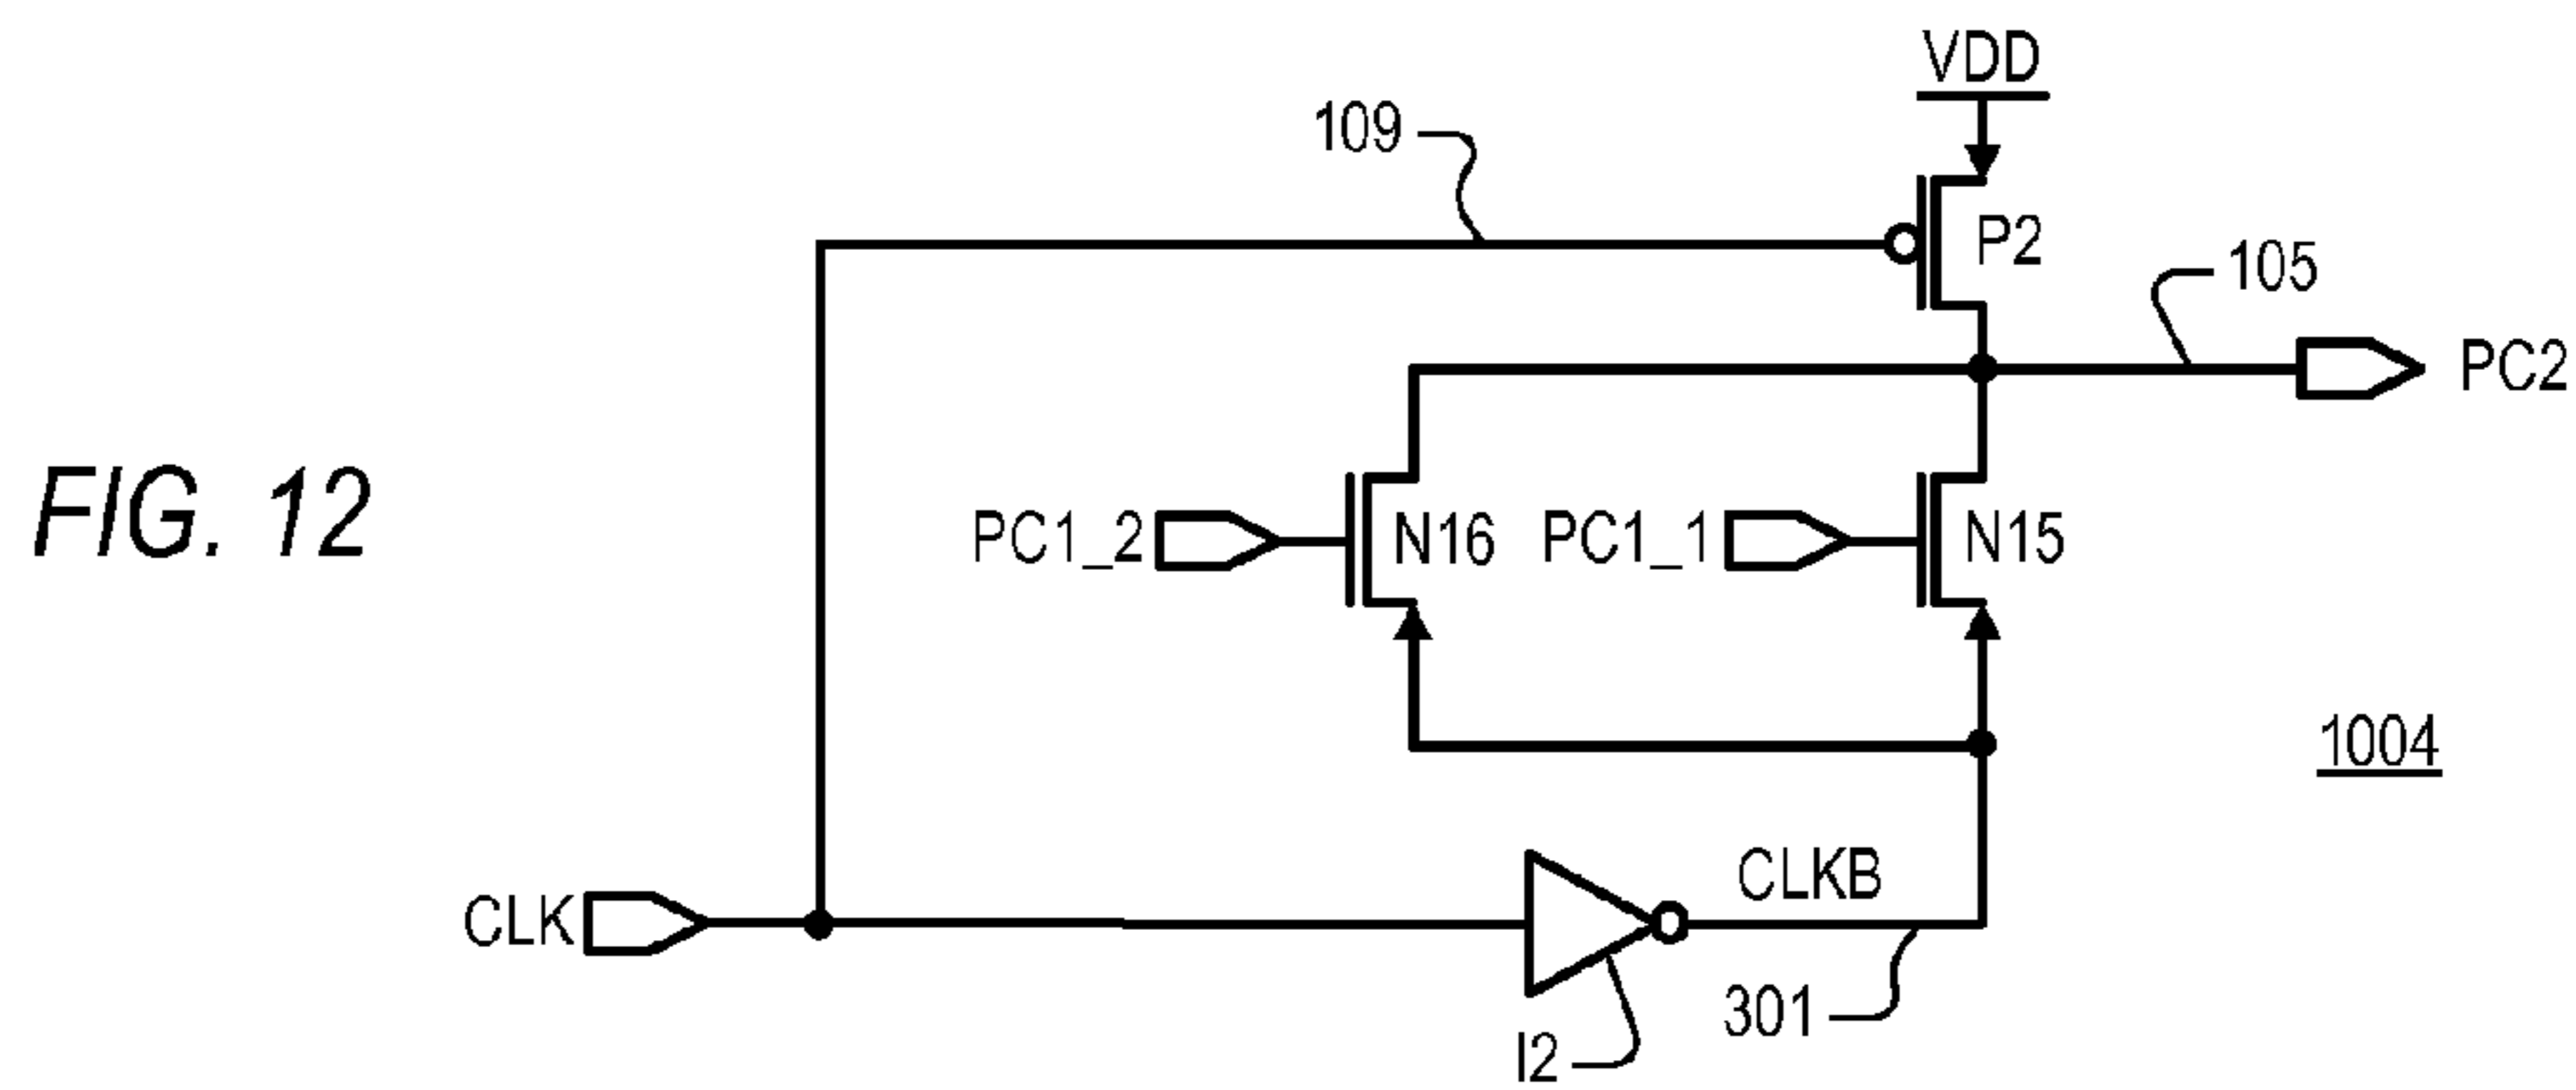 VDD
109
P2
105
PC2
FIG. 12
PC1_2
N16
PC1_1
N15
1004
CLK
CLKB
301
I2